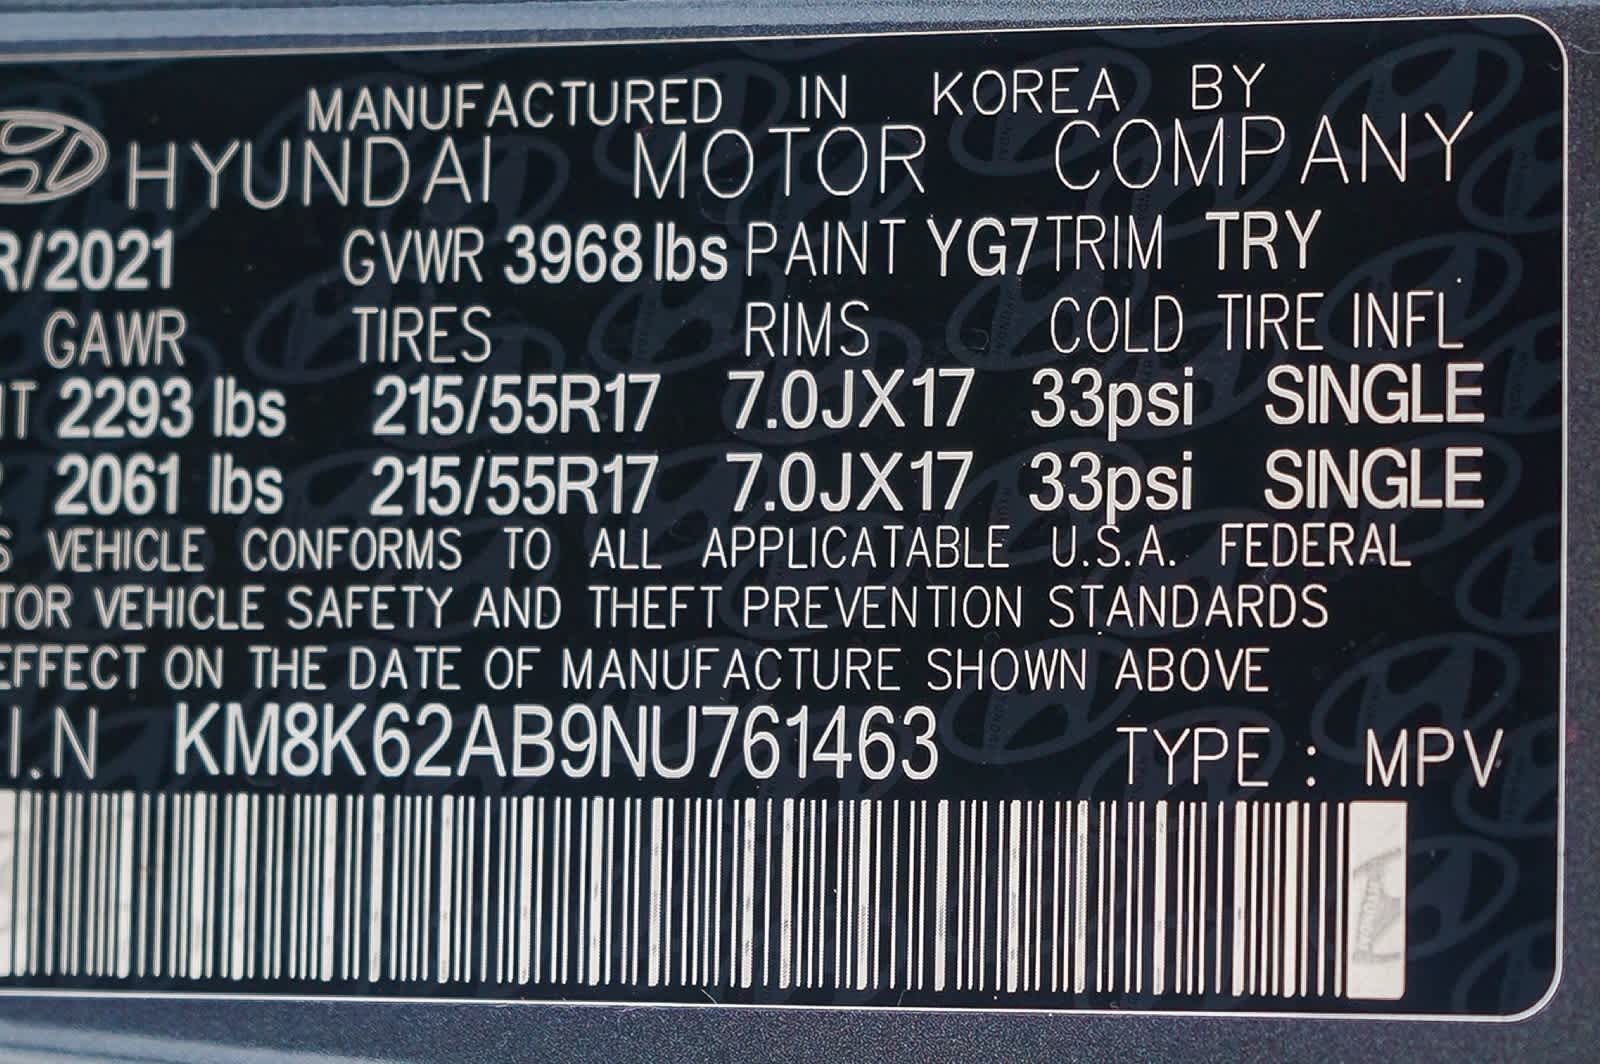 MANUFACTURED IN KOREA BY
HYUNDAI MOTOR COMPANY
R/2021 GVWR 3968 lbs PAINT YG7 TRIM TRY
GAWR TIRES RIMS COLD TIRE INFL
NT 2293 lbs 215/55R17 7.0JX17 33psi SINGLE
R 2061 lbs 215/55R17 7.0JX17 33psi SINGLE
S VEHICLE CONFORMS TO ALL APPLICATABLE U.S.A. FEDERAL
TOR VEHICLE SAFETY AND THEFT PREVENTION STANDARDS
EFFECT ON THE DATE OF MANUFACTURE SHOWN ABOVE
I.N KM8K62AB9NU761463 TYPE : MPV